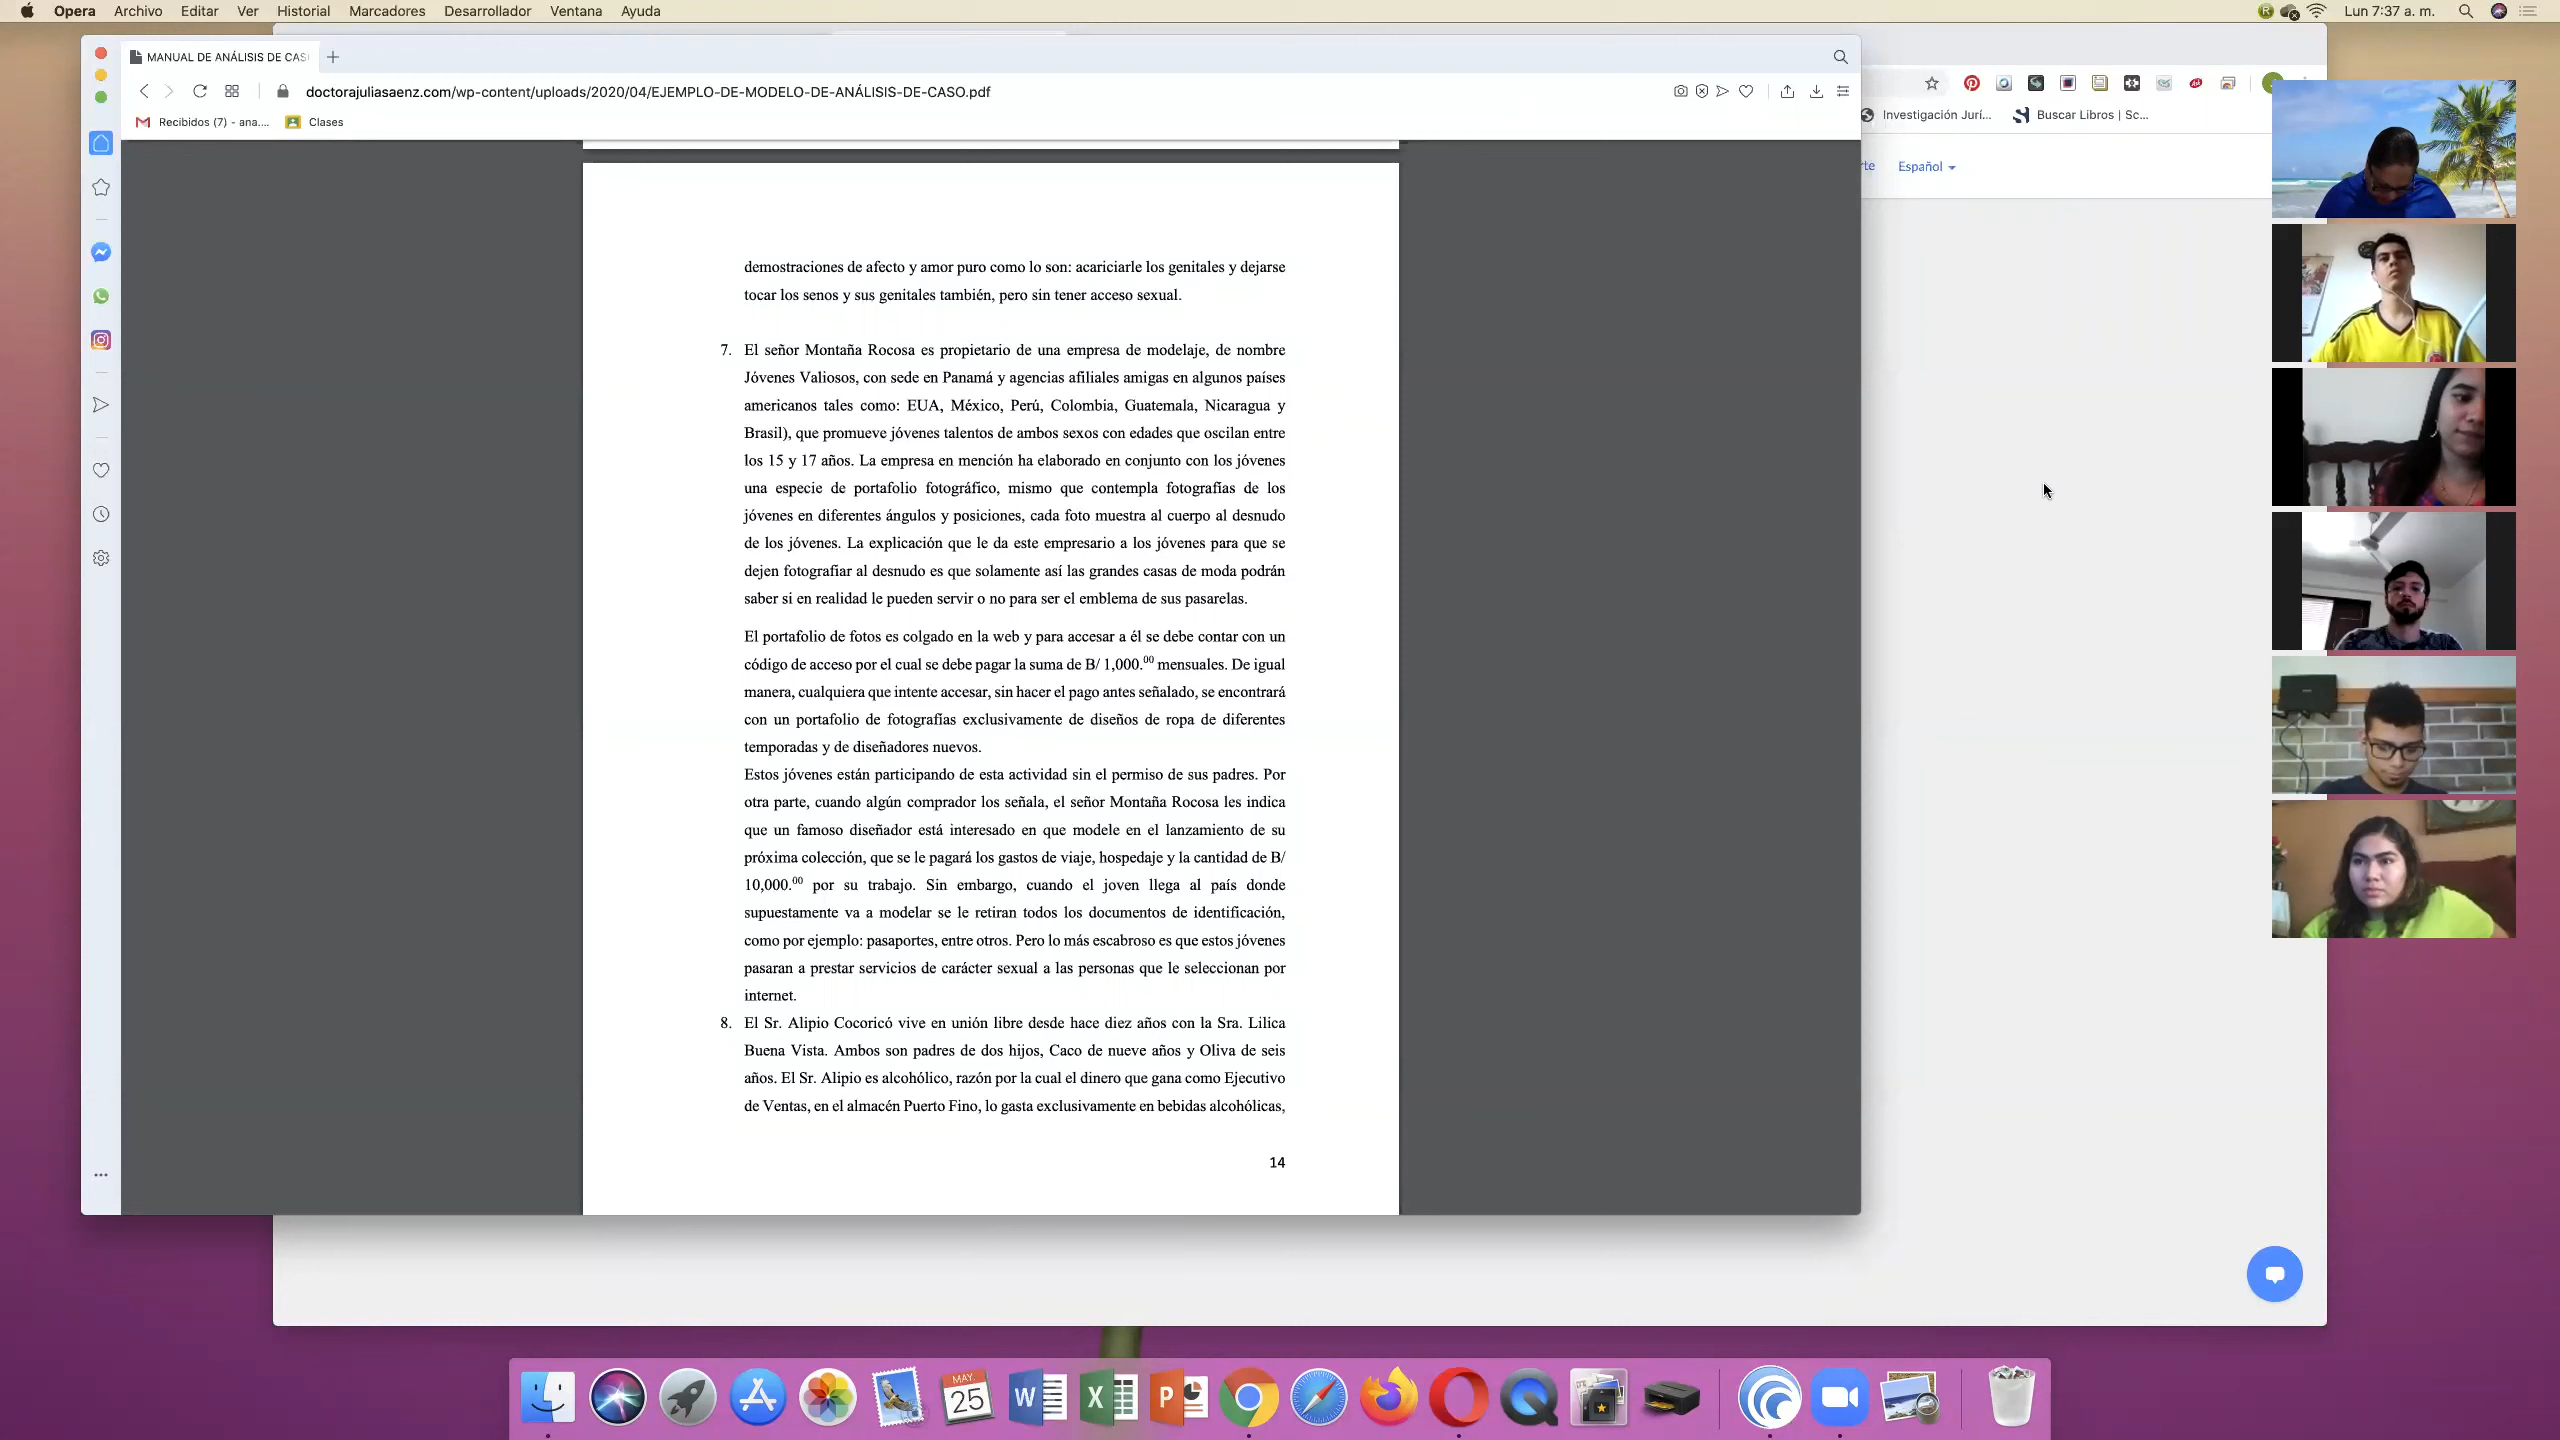 Opera Archivo Editar Ver Historial Marcadores Desarrollador Ventana Ayuda
Lun 7:37 a. m.
MANUAL DE ANÁLISIS DE CAS
doctorajuliasaenz.com/wp-content/uploads/2020/04/EJEMPLO-DE-MODELO-DE-ANÁLISIS-DE-CASO.pdf
Recibidos (7) - ana.... Clases
Investigación Jurí... Buscar Libros | Sc...
rte Español
demostraciones de afecto y amor puro como lo son: acariciarle los genitales y dejarse
tocar los senos y sus genitales también, pero sin tener acceso sexual.
7. El señor Montaña Rocosa es propietario de una empresa de modelaje, de nombre
Jóvenes Valiosos, con sede en Panamá y agencias afiliales amigas en algunos países
americanos tales como: EUA, México, Perú, Colombia, Guatemala, Nicaragua y
Brasil), que promueve jóvenes talentos de ambos sexos con edades que oscilan entre
los 15 y 17 años. La empresa en mención ha elaborado en conjunto con los jóvenes
una especie de portafolio fotográfico, mismo que contempla fotografías de los
jóvenes en diferentes ángulos y posiciones, cada foto muestra al cuerpo al desnudo
de los jóvenes. La explicación que le da este empresario a los jóvenes para que se
dejen fotografiar al desnudo es que solamente así las grandes casas de moda podrán
saber si en realidad le pueden servir o no para ser el emblema de sus pasarelas.
El portafolio de fotos es colgado en la web y para accesar a él se debe contar con un
código de acceso por el cual se debe pagar la suma de B/ 1,000.00 mensuales. De igual
manera, cualquiera que intente accesar, sin hacer el pago antes señalado, se encontrará
con un portafolio de fotografías exclusivamente de diseños de ropa de diferentes
temporadas y de diseñadores nuevos.
Estos jóvenes están participando de esta actividad sin el permiso de sus padres. Por
otra parte, cuando algún comprador los señala, el señor Montaña Rocosa les indica
que un famoso diseñador está interesado en que modele en el lanzamiento de su
próxima colección, que se le pagará los gastos de viaje, hospedaje y la cantidad de B/
10,000.00 por su trabajo. Sin embargo, cuando el joven llega al país donde
supuestamente va a modelar se le retiran todos los documentos de identificación,
como por ejemplo: pasaportes, entre otros. Pero lo más escabroso es que estos jóvenes
pasaran a prestar servicios de carácter sexual a las personas que le seleccionan por
internet.
8. El Sr. Alipio Cocoricó vive en unión libre desde hace diez años con la Sra. Lilica
Buena Vista. Ambos son padres de dos hijos, Caco de nueve años y Oliva de seis
años. El Sr. Alipio es alcohólico, razón por la cual el dinero que gana como Ejecutivo
de Ventas, en el almacén Puerto Fino, lo gasta exclusivamente en bebidas alcohólicas,
14
MAY.
25